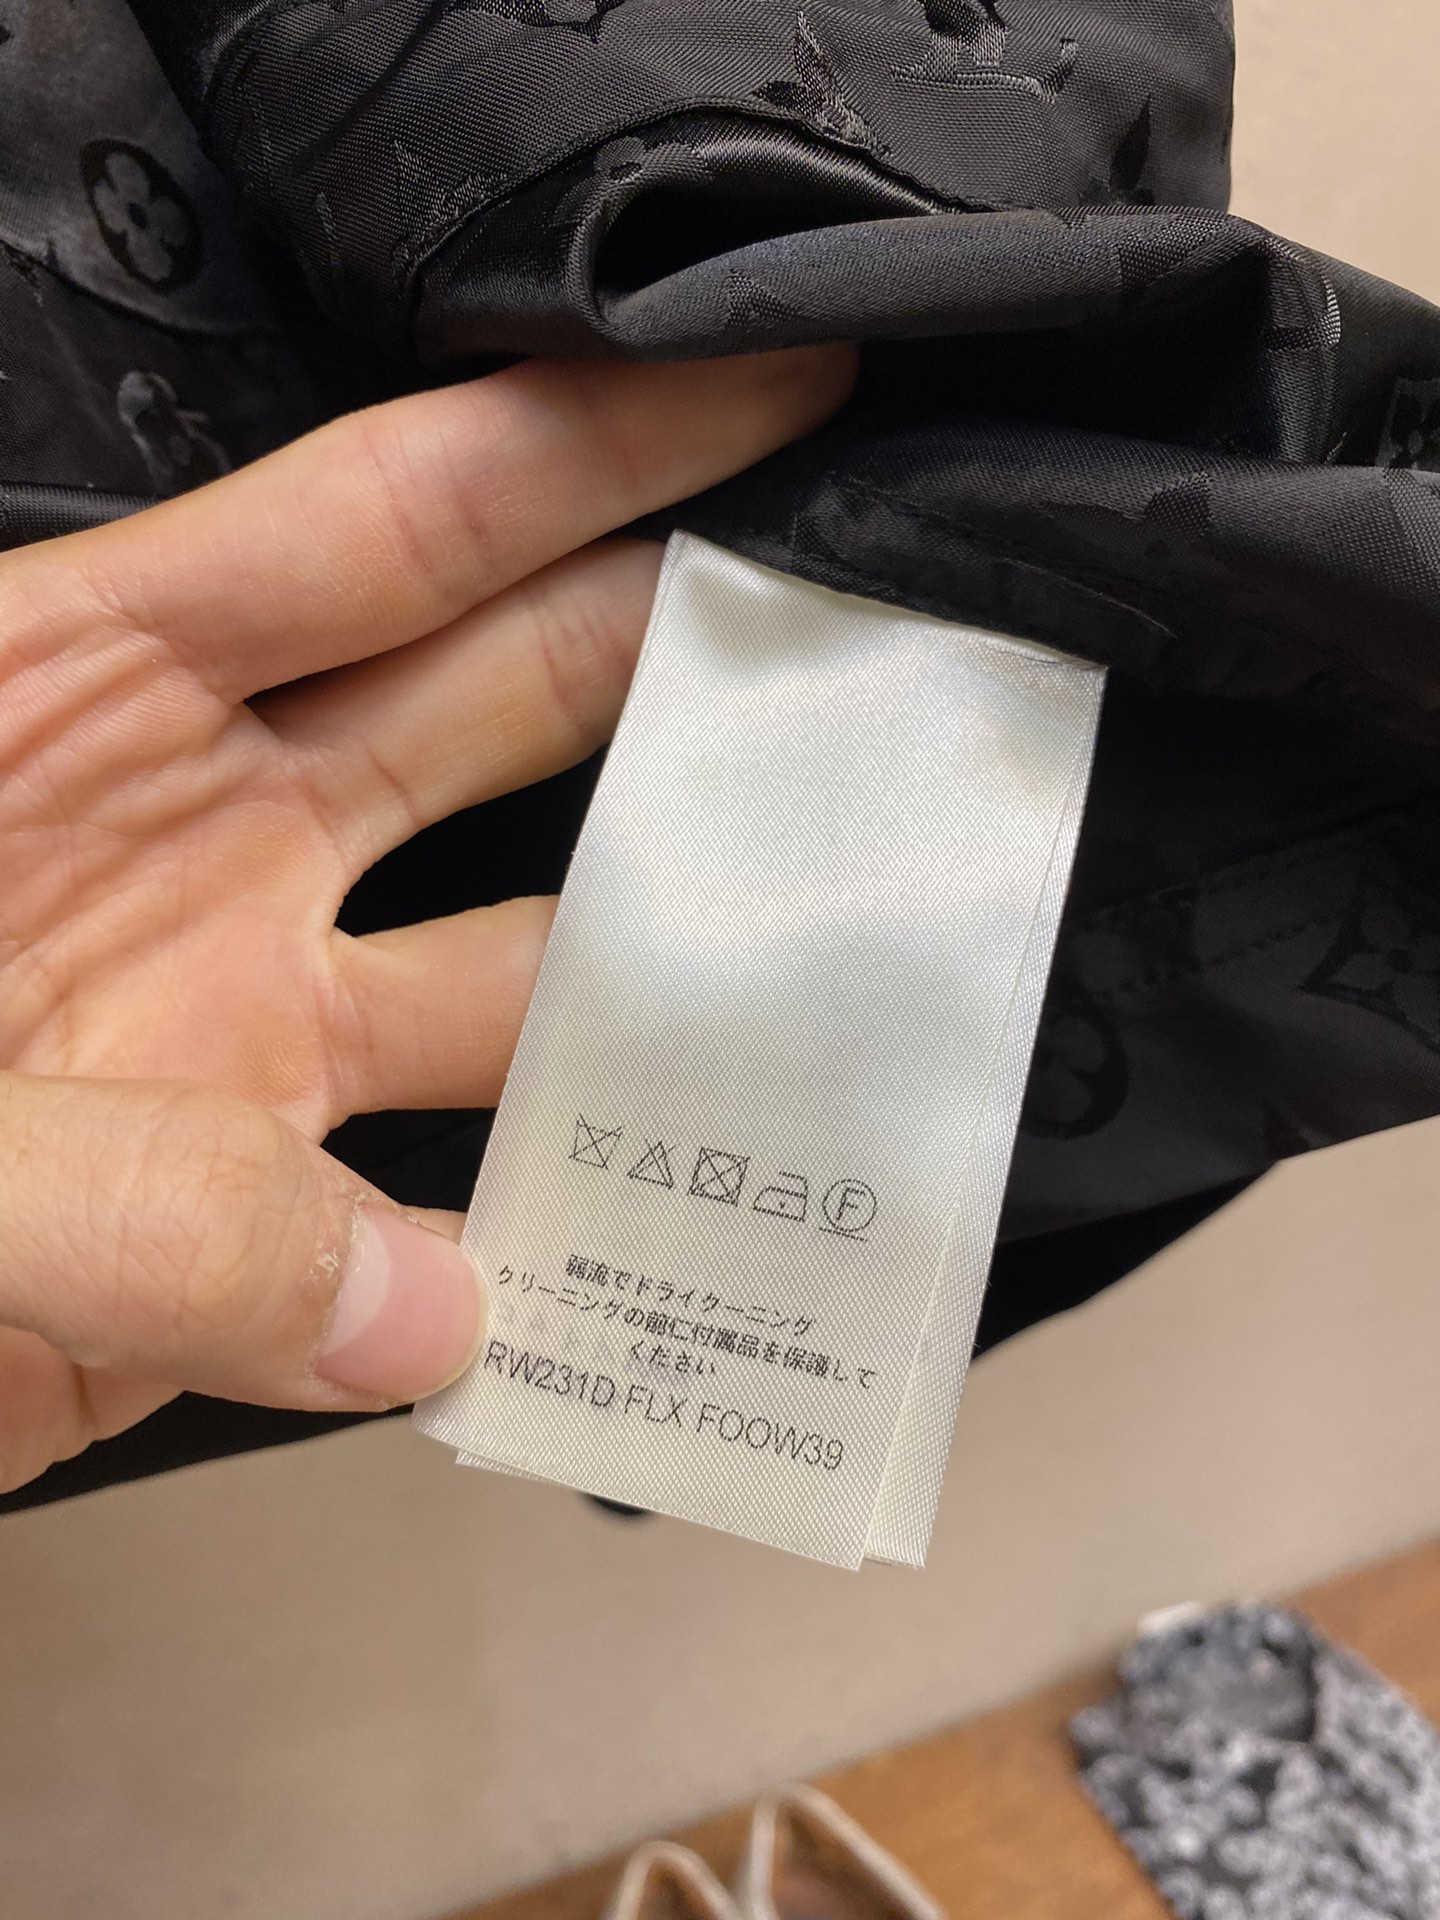 F
弱流でドライクーニング
クリーニングの前に付属品を保護して
ください
RW231D FLX FOOW39